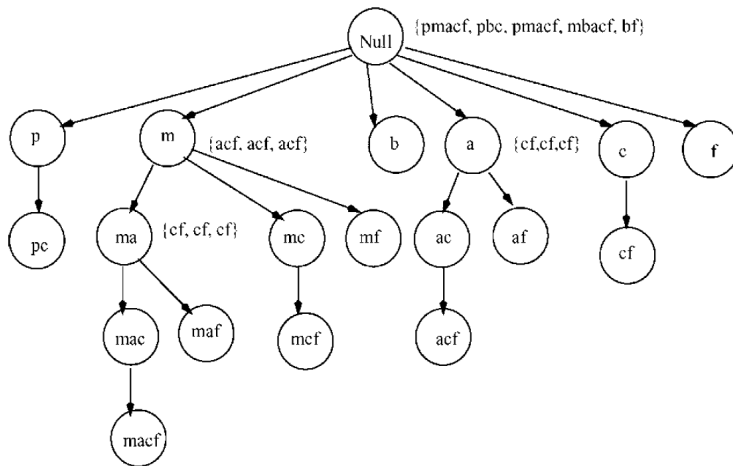 Null {pmacf, pbc, pmacf, mbacf, bf}
p m {acf, acf, acf} b a {cf,cf,cf} c f
pc ma {cf, cf, cf} mc mf ac af cf
mac maf mcf acf
macf